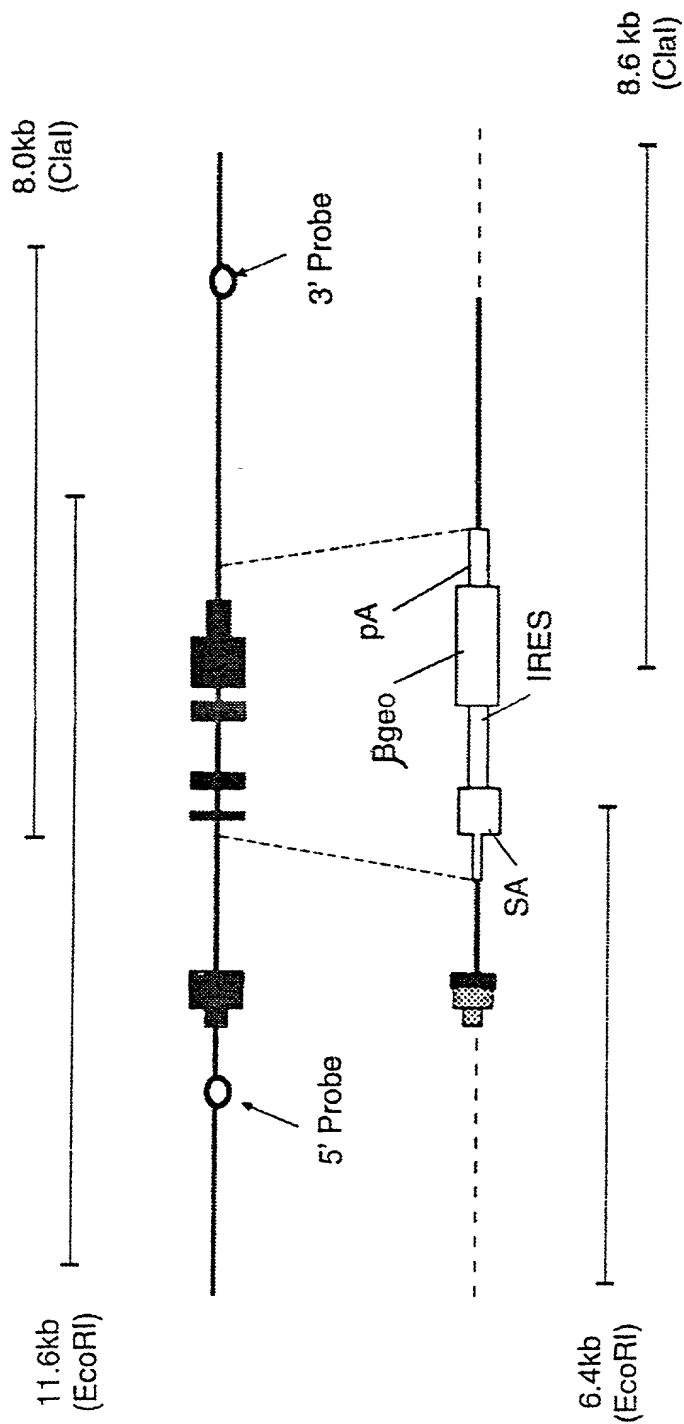 8.0kb
(ClaI)
11.6kb
(EcoRI)
5' Probe
3' Probe
βgeo
pA
SA
IRES
6.4kb
(EcoRI)
8.6 kb
(ClaI)